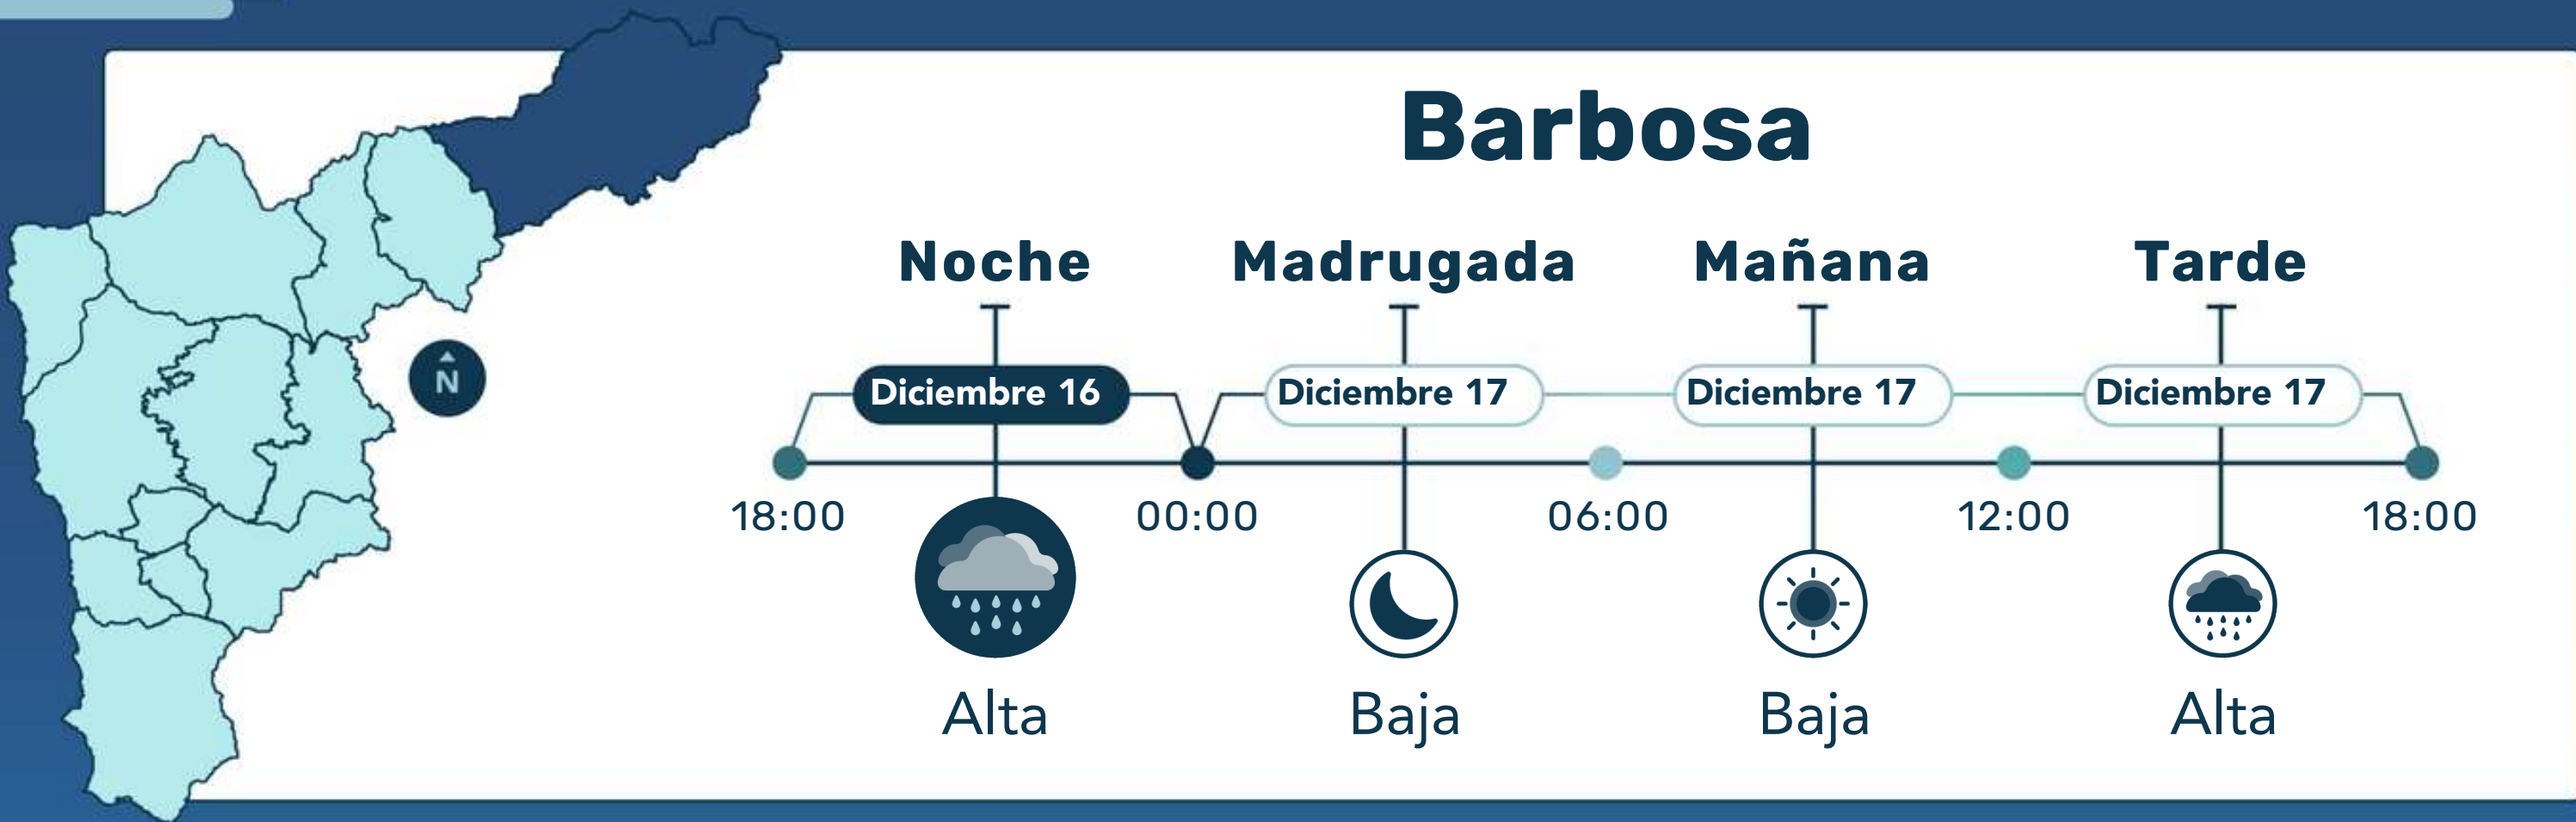 Barbosa
Noche Madrugada Mañana Tarde
Diciembre 16 Diciembre 17 Diciembre 17 Diciembre 17
N
18:00 00:00 06:00 12:00 18:00
Alta Baja Baja Alta